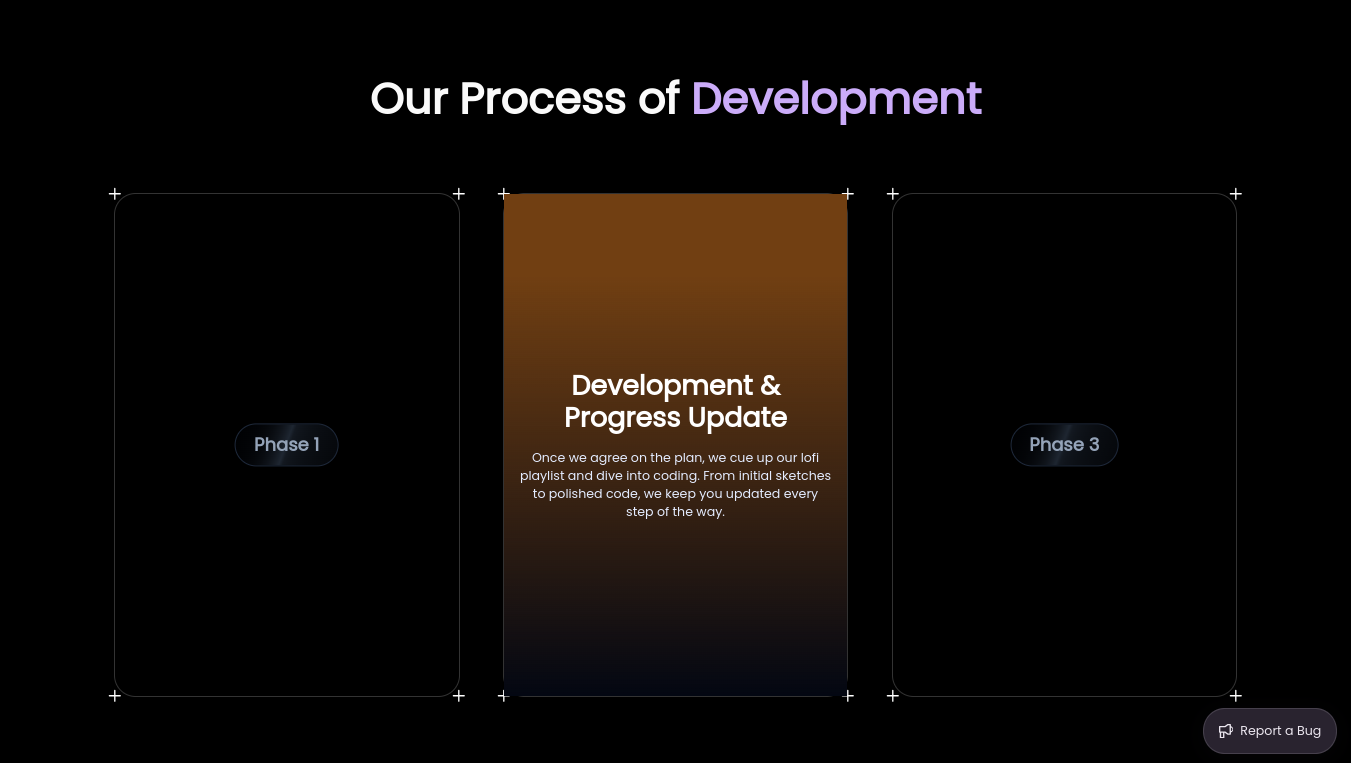 Our Process of Development
Phase 1
Development &
Progress Update
Once we agree on the plan, we cue up our lofi
playlist and dive into coding. From initial sketches
to polished code, we keep you updated every
step of the way.
Phase 3
Report a Bug